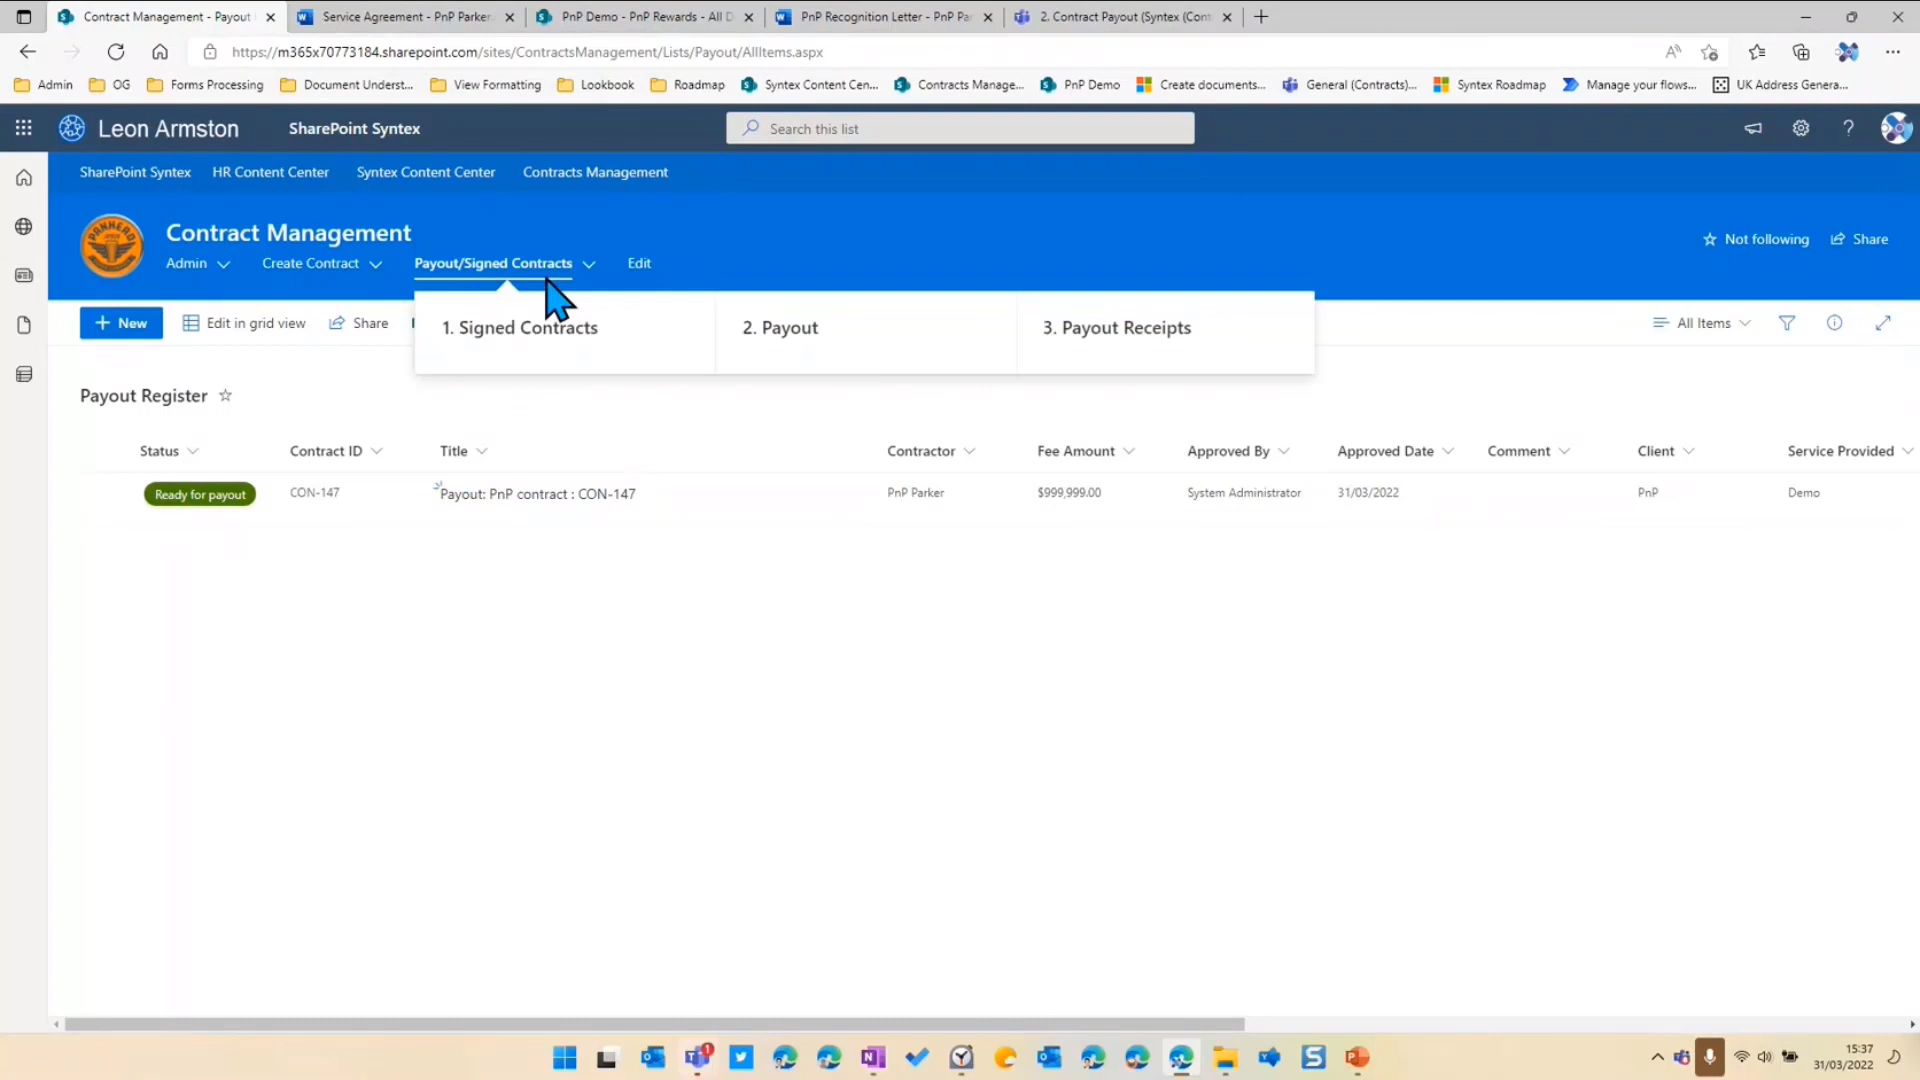 Contract Management - Payout
Service Agreement - PnP Parker
PnP Demo - PnP Rewards - All D
PnP Recognition Letter - PnP Pa
2. Contract Payout (Syntex (Cont
https://m365x70773184.sharepoint.com/sites/ContractsManagement/Lists/Payout/AllItems.aspx
Admin
OG
Forms Processing
Document Underst...
View Formatting
Lookbook
Roadmap
Syntex Content Cen...
Contracts Manage...
PnP Demo
Create documents...
General (Contracts)...
Syntex Roadmap
Manage your flows...
UK Address Genera...
Leon Armston
SharePoint Syntex
Search this list
SharePoint Syntex
HR Content Center
Syntex Content Center
Contracts Management
Contract Management
Not following
Share
Admin
Create Contract
Payout/Signed Contracts
Edit
+ New
Edit in grid view
Share
1. Signed Contracts
2. Payout
3. Payout Receipts
All Items
Payout Register
Status
Contract ID
Title
Contractor
Fee Amount
Approved By
Approved Date
Comment
Client
Service Provided
Ready for payout
CON-147
Payout: PnP contract : CON-147
PnP Parker
$999,999.00
System Administrator
31/03/2022
PnP
Demo
15:37
31/03/2022